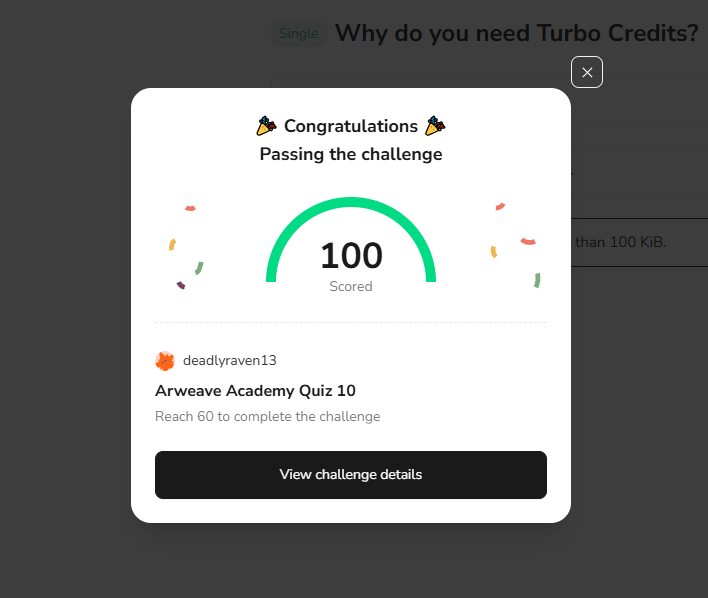 Single Why do you need Turbo Credits?
Congratulations
Passing the challenge
than 100 KiB.
100
Scored
deadlyraven13
Arweave Academy Quiz 10
Reach 60 to complete the challenge
View challenge details